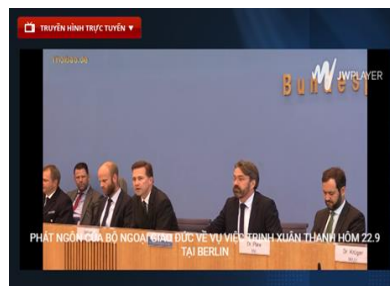 TRUYỀN HÌNH TRỰC TUYẾN ▼
Bundesp
JWPLAYER
PHÁT NGÔN CỦA BỘ NGOẠI GIAO ĐỨC VỀ VỤ VIỆC TRỊNH XUÂN THANH HÔM 22.9
TẠI BERLIN